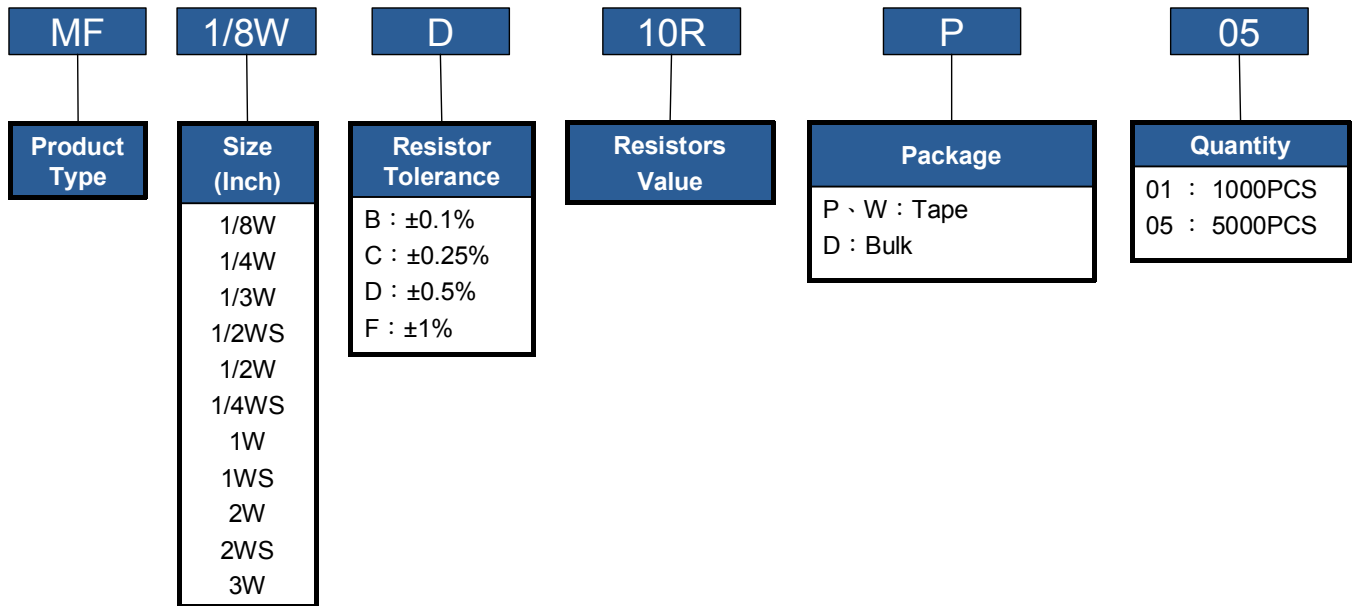 MF 1/8W D 10R P 05
Product
Type
Size
(Inch)
1/8W
1/4W
1/3W
1/2WS
1/2W
1/4WS
1W
1WS
2W
2WS
3W
Resistor
Tolerance
B：±0.1%
C：±0.25%
D：±0.5%
F：±1%
Resistors
Value
Package
P、W：Tape
D：Bulk
Quantity
01 ： 1000PCS
05 ： 5000PCS